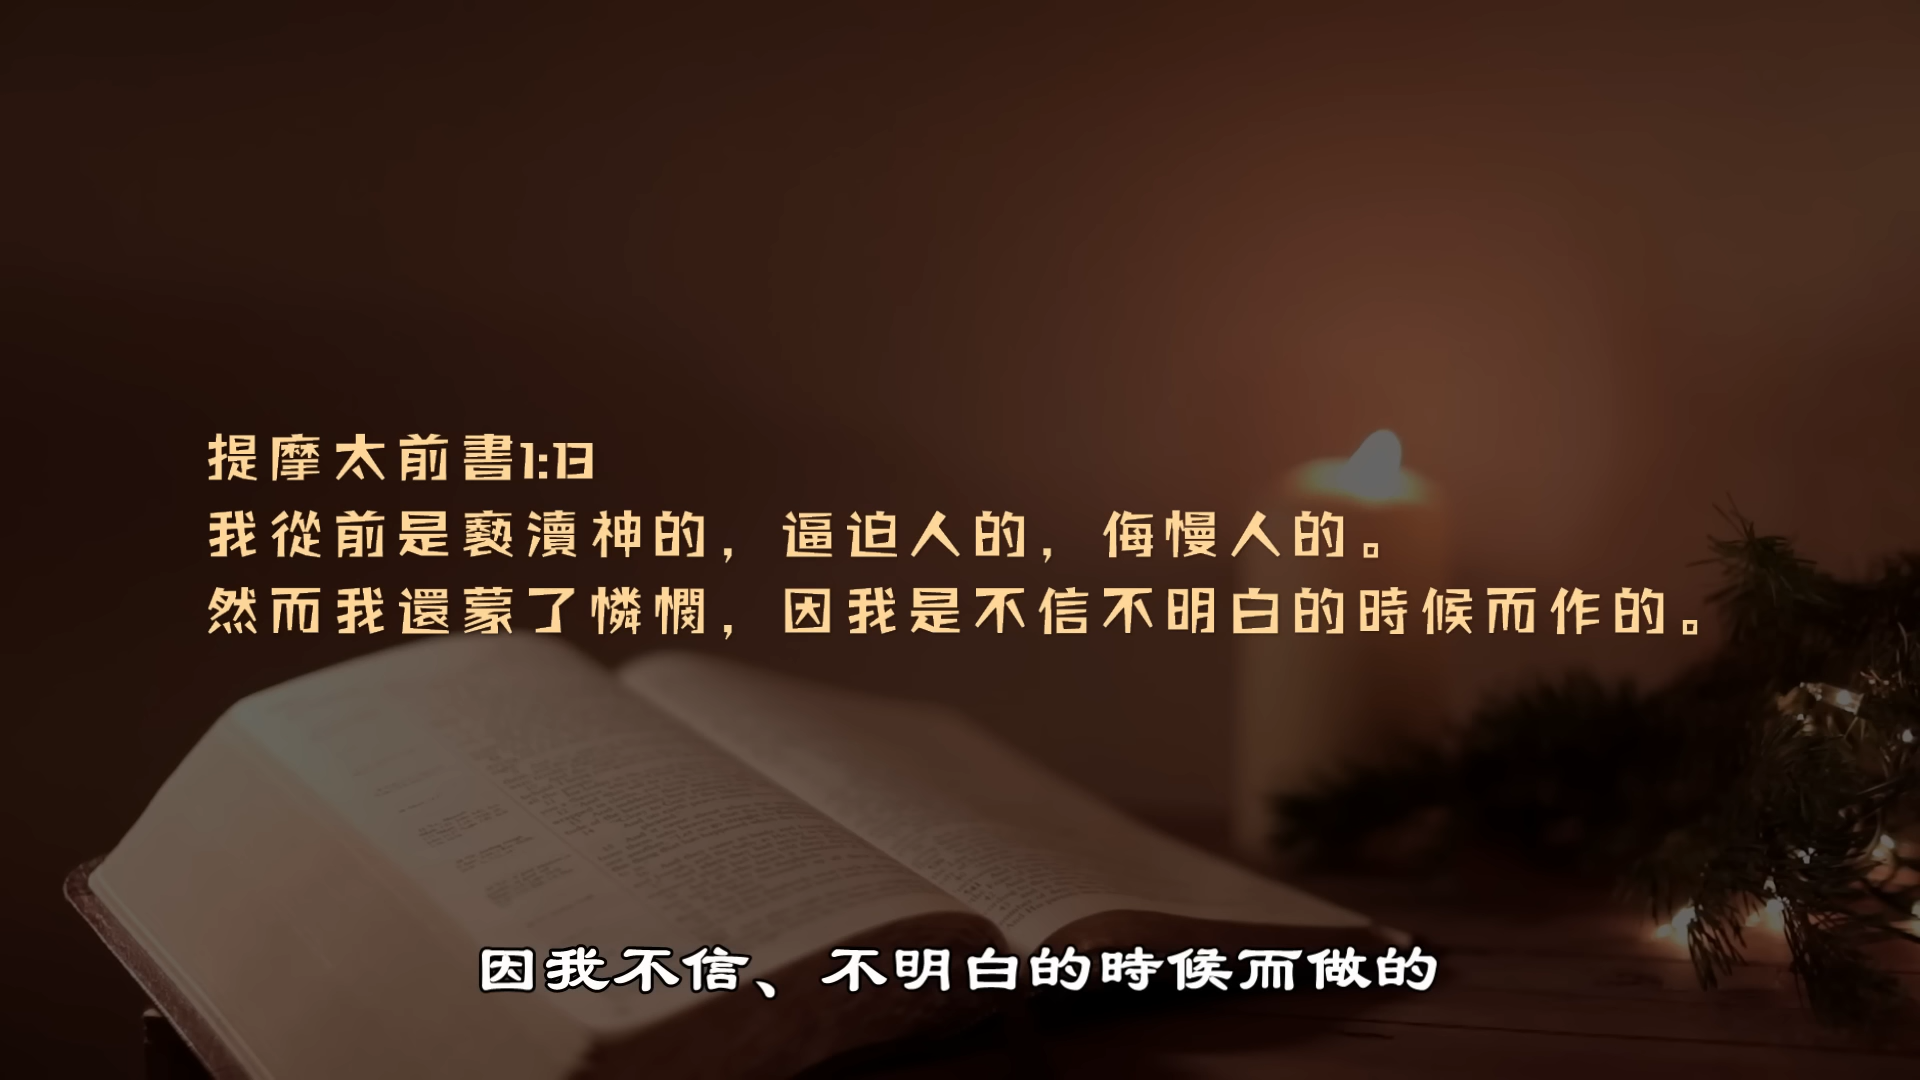 提摩太前書1:13
我從前是褻瀆神的，逼迫人的，侮慢人的。
然而我還蒙了憐憫，因我是不信不明白的時候而作的。
因我不信、不明白的時候而做的